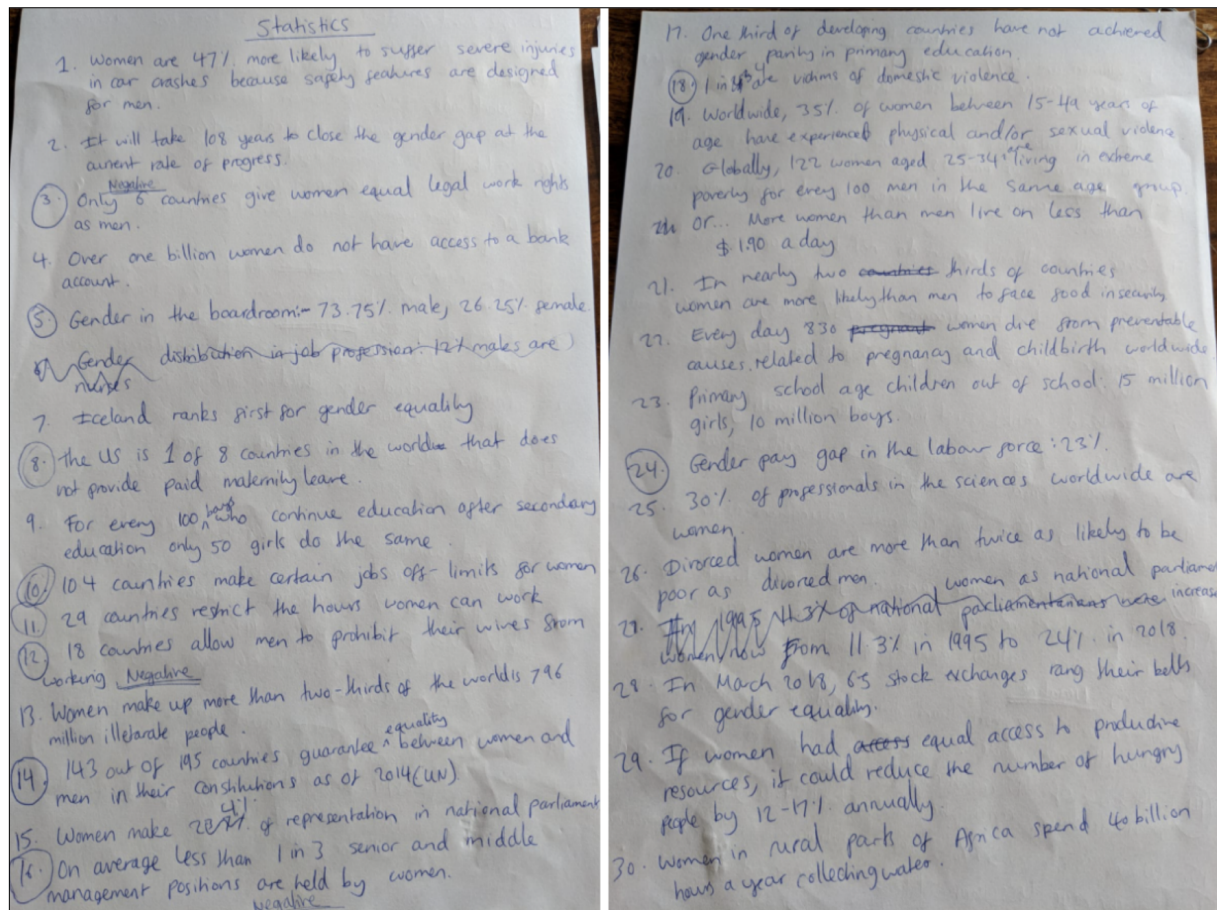 Statistics
1. Women are 47% more likely to suffer severe injuries
in car crashes because safety features are designed
for men.
2. It will take 108 years to close the gender gap at the
current rate of progress.
Negative
3. Only 6 countries give women equal legal work rights
as men.
4. Over one billion women do not have access to a bank
account.
5. Gender in the boardroom:- 73.75% male, 26.25% female
Gender distribution in job profession: 12% males are
nurses
7. Iceland ranks first for gender equality
8. The US is 1 of 8 countries in the world that does
not provide paid maternity leave.
9. For every 100 boys who continue education after secondary
education only 50 girls do the same.
10. 104 countries make certain jobs off-limits for women
11. 29 countries restrict the hours women can work
12. 18 countries allow men to prohibit their wives from
working Negative
13. Women make up more than two-thirds of the world's 796
million illetarate people.
14. 143 out of 195 countries guarantee equality between women and
men in their constitutions as of 2014 (UN)
15. Women make 24% of representation in national parliament
16. On average less than 1 in 3 senior and middle
management positions are held by women.
Negative
17. One third of developing countries have not achieved
gender parity in primary education.
18. 1 in are victims of domestic violence.
19. Worldwide, 35% of women between 15-49 years of
age have experienced physical and/or sexual violence.
20. Globally, 122 women aged 25-34 are living in extreme
poverty for every 100 men in the same age group.
or... More women than men live on less than
$1.90 a day
21. In nearly two countries thirds of countries
women are more likely than men to face food insecurity
22. Every day 830 pregnant women die from preventable
causes related to pregnancy and childbirth worldwide
23. Primary school age children out of school: 15 million
girls, 10 million boys.
24. Gender pay gap in the labour force: 23%.
25. 30% of professionals in the sciences worldwide are
women.
26. Divorced women are more than twice as likely to be
poor as divorced men.
women as national parliamen
27. In 1995 11.3% of national parliamentarians were increase
women, now From 11.3% in 1995 to 24% in 2018.
28. In March 2018, 65 stock exchanges rang their bells
for gender equality.
29. If women had access equal access to productive
resources, it could reduce the number of hungry
people by 12-17% annually.
30. Women in rural parts of Africa spend 40 billion
hours a year collecting water.